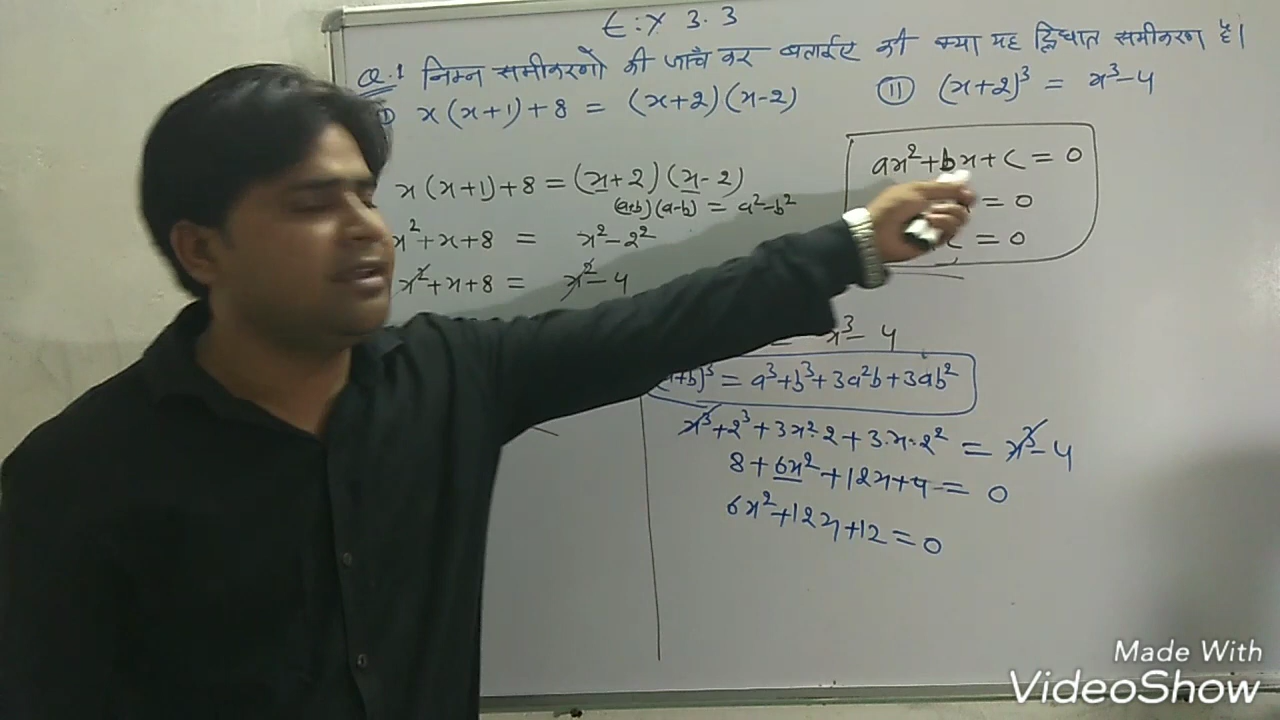 Ex 3.3
Q.1 निम्न समीकरणों की जाँच कर बताईए की क्या यह द्विघात समीकरण है।
① x(x+1)+8 = (x+2)(x-2)
② (x+2)³ = x³-4
x(x+1)+8 = (x+2)(x-2)
(a+b)(a-b) = a²-b²
x²+x+8 = x²-2²
x²+x+8 = x²-4
ax²+bx+c = 0
= 0
c = 0
= x³-4
(a+b)³ = a³+b³+3a²b+3ab²
x³+2³+3x²·2+3·x·2² = x³-4
8+6x²+12x+4 = 0
6x²+12x+12=0
Made With
VideoShow